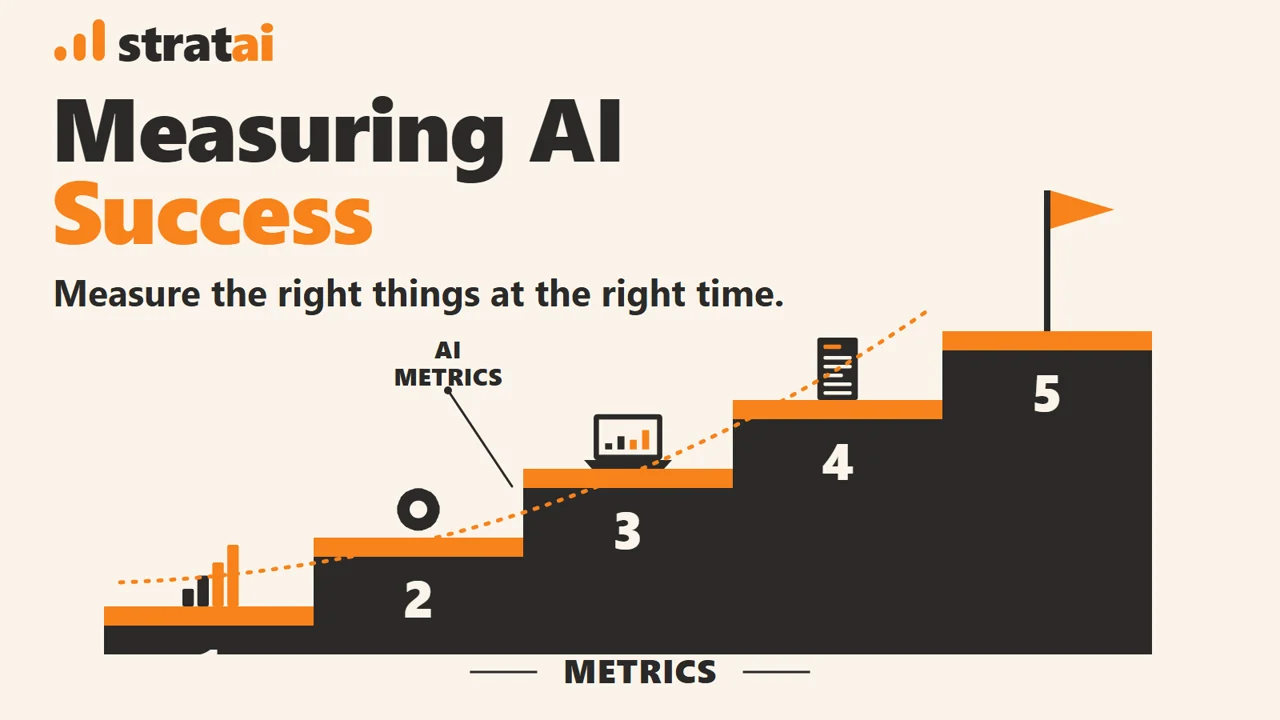 stratai
Measuring AI
Success
Measure the right things at the right time.
AI
METRICS
5
4
3
2
METRICS